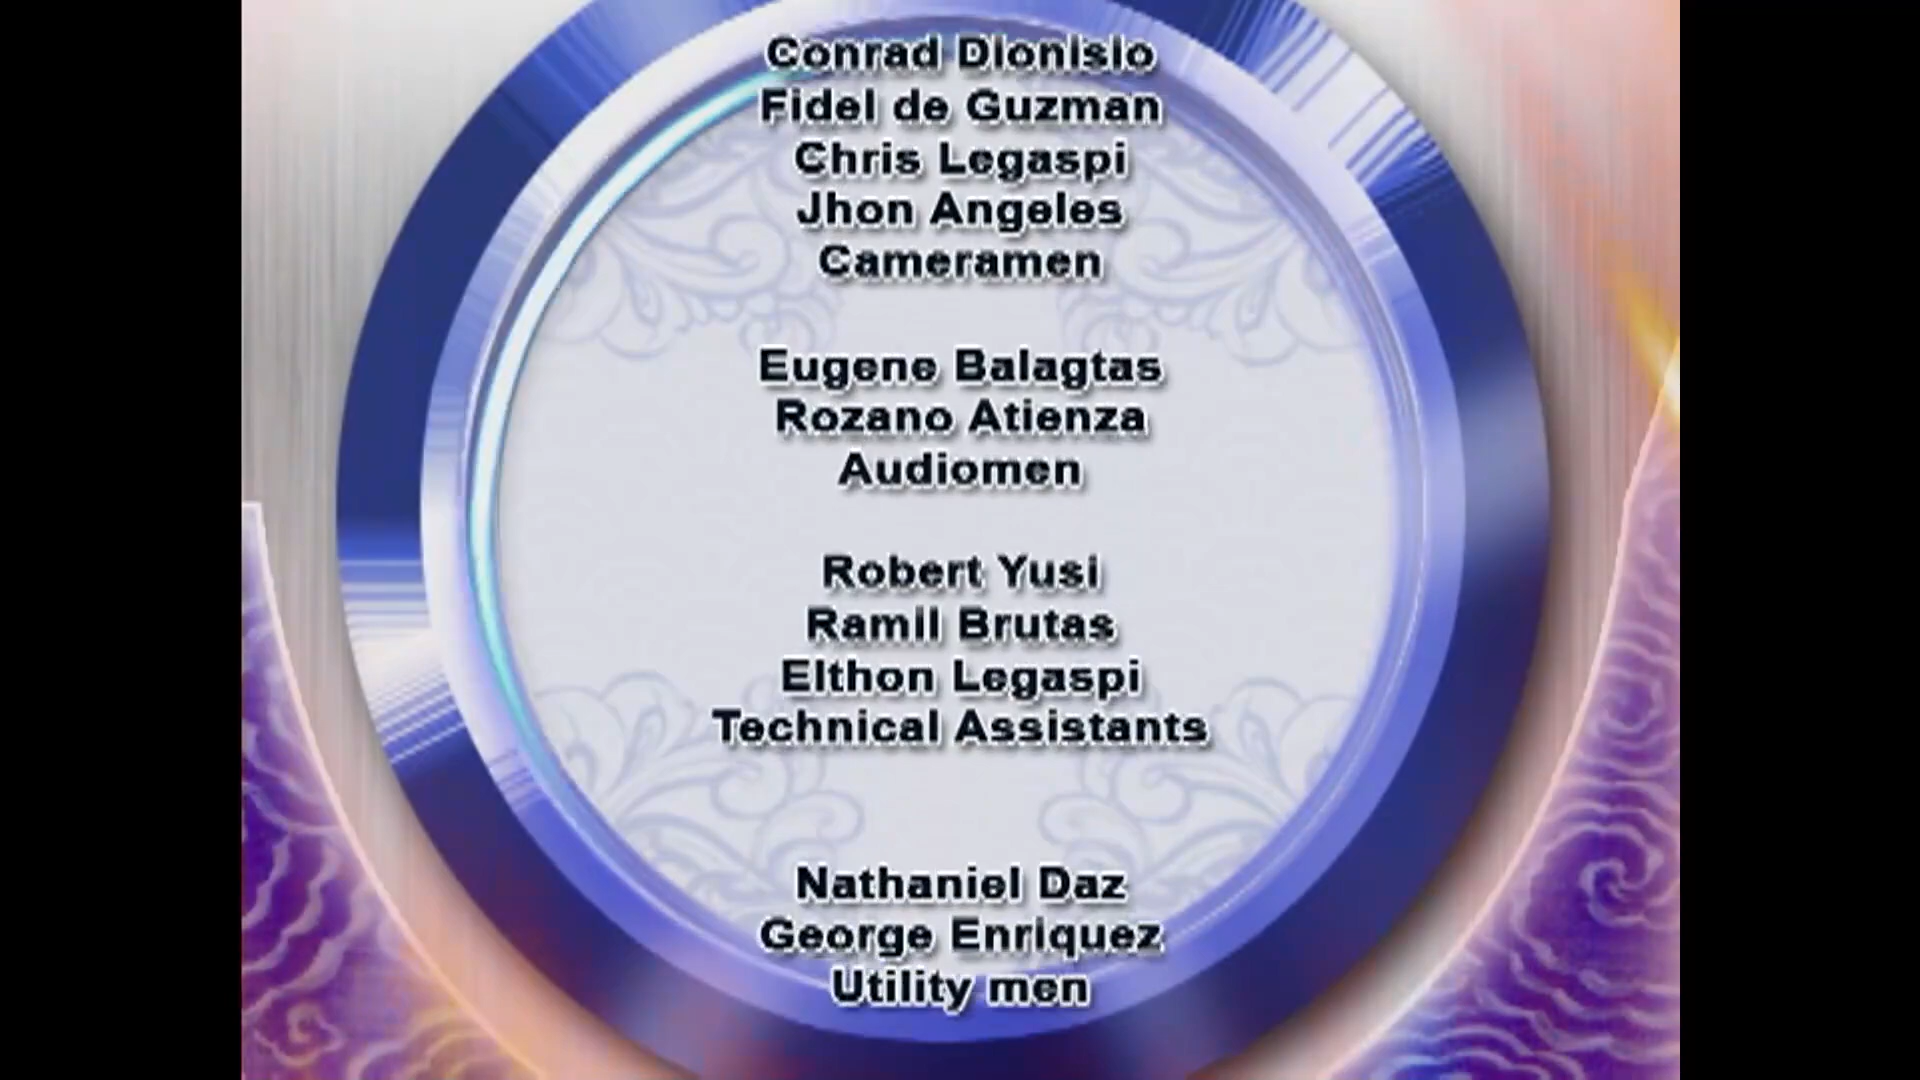 Conrad Dionisio
Fidel de Guzman
Chris Legaspi
Jhon Angeles
Cameramen
Eugene Balagtas
Rozano Atienza
Audiomen
Robert Yusi
Ramil Brutas
Elthon Legaspi
Technical Assistants
Nathaniel Daz
George Enriquez
Utility men